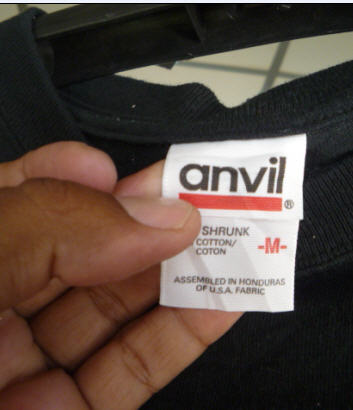 anvil®
SHRUNK
COTTON/
COTON
-M-
ASSEMBLED IN HONDURAS
OF U.S.A. FABRIC